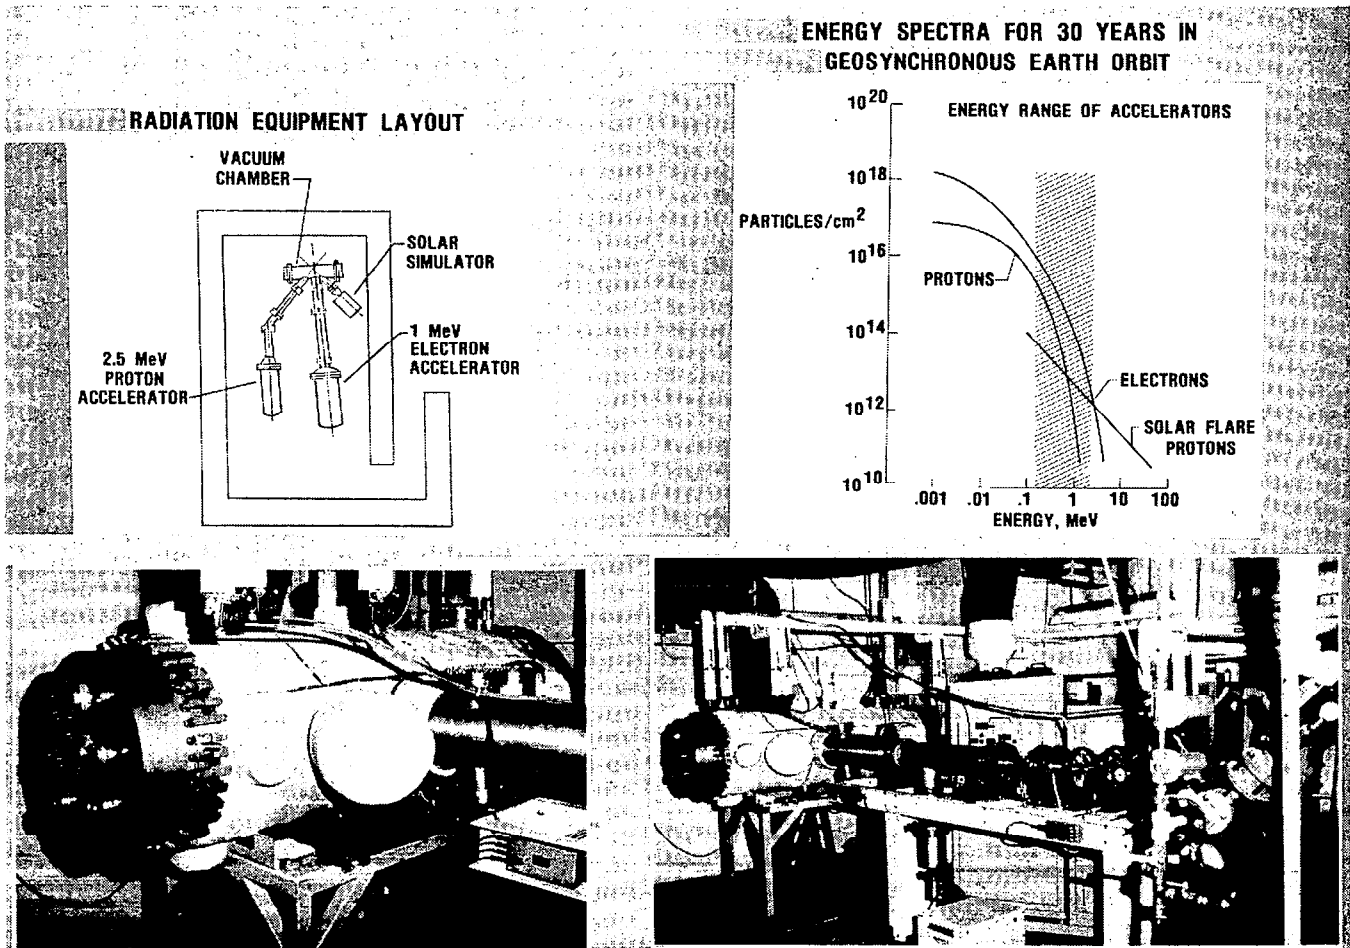 RADIATION EQUIPMENT LAYOUT
VACUUM
CHAMBER
SOLAR
SIMULATOR
1 MeV
ELECTRON
ACCELERATOR
2.5 MeV
PROTON
ACCELERATOR
ENERGY SPECTRA FOR 30 YEARS IN
GEOSYNCHRONOUS EARTH ORBIT
ENERGY RANGE OF ACCELERATORS
10^20
10^18
PARTICLES/cm^2
10^16
PROTONS
10^14
ELECTRONS
10^12
SOLAR FLARE
PROTONS
10^10
.001 .01 .1 1 10 100
ENERGY, MeV